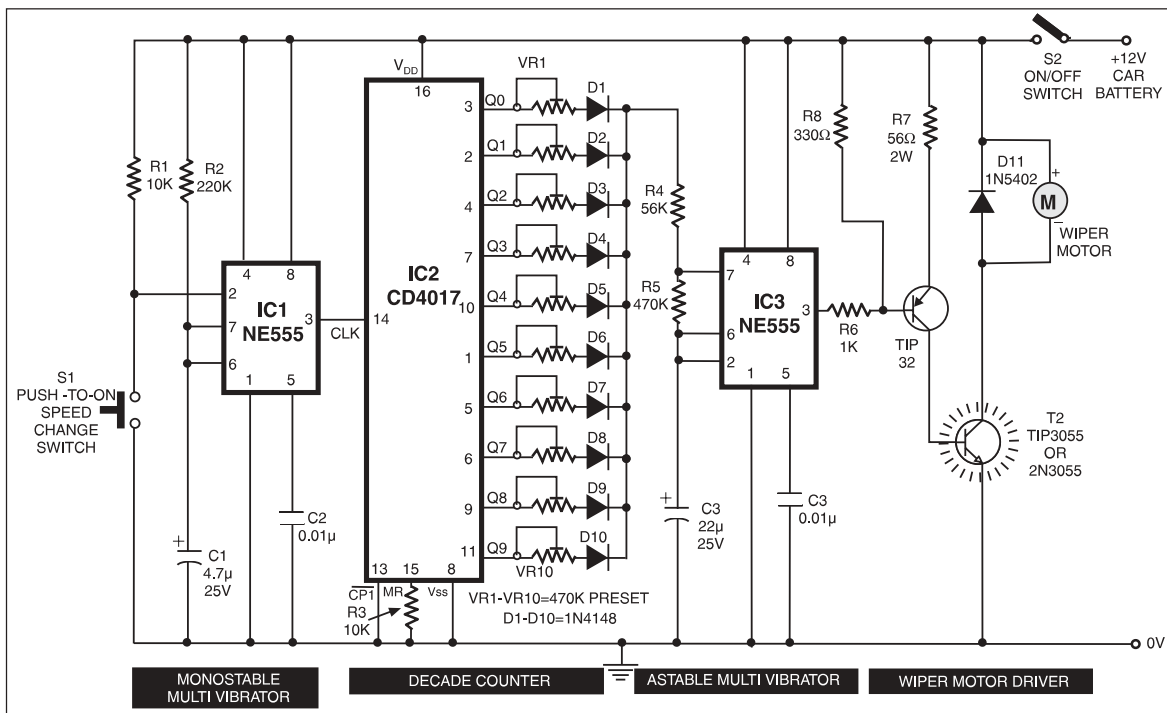 S2
ON/OFF
SWITCH
+12V
CAR
BATTERY
VDD
16
VR1
D1
3
Q0
D2
2
Q1
D3
4
Q2
D4
7
Q3
D5
10
Q4
D6
1
Q5
D7
5
Q6
D8
6
Q7
D9
9
Q8
D10
11
Q9
VR10
R1
10K
R2
220K
4
8
2
7
6
IC1
NE555
3
1
5
CLK
14
IC2
CD4017
S1
PUSH -TO-ON
SPEED
CHANGE
SWITCH
+
C1
4.7µ
25V
C2
0.01µ
13
15
8
CP1
MR
Vss
R3
10K
VR1-VR10=470K PRESET
D1-D10=1N4148
R4
56K
R5
470K
4
8
7
6
2
IC3
NE555
3
1
5
+
C3
22µ
25V
C3
0.01µ
R8
330Ω
R7
56Ω
2W
R6
1K
TIP
32
D11
1N5402
+
M
–
WIPER
MOTOR
T2
TIP3055
OR
2N3055
0V
MONOSTABLE
MULTI VIBRATOR
DECADE COUNTER
ASTABLE MULTI VIBRATOR
WIPER MOTOR DRIVER